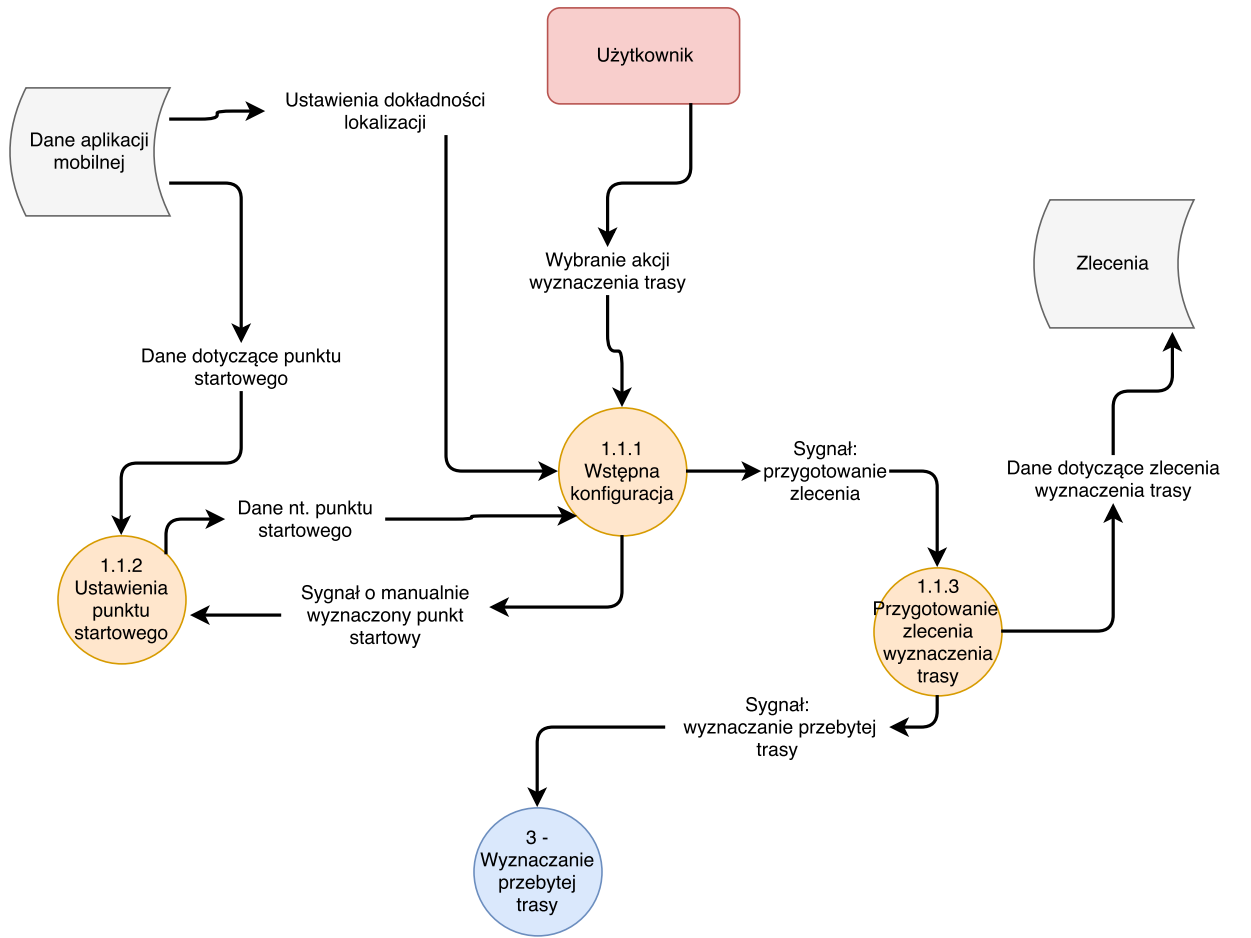 Użytkownik
Ustawienia dokładności
lokalizacji
Dane aplikacji
mobilnej
Wybranie akcji
wyznaczenia trasy
Zlecenia
Dane dotyczące punktu
startowego
1.1.1
Wstępna
konfiguracja
Sygnał:
przygotowanie
zlecenia
Dane dotyczące zlecenia
wyznaczenia trasy
Dane nt. punktu
startowego
1.1.2
Ustawienia
punktu
startowego
Sygnał o manualnie
wyznaczony punkt
startowy
1.1.3
Przygotowanie
zlecenia
wyznaczenia
trasy
Sygnał:
wyznaczanie przebytej
trasy
3 -
Wyznaczanie
przebytej
trasy